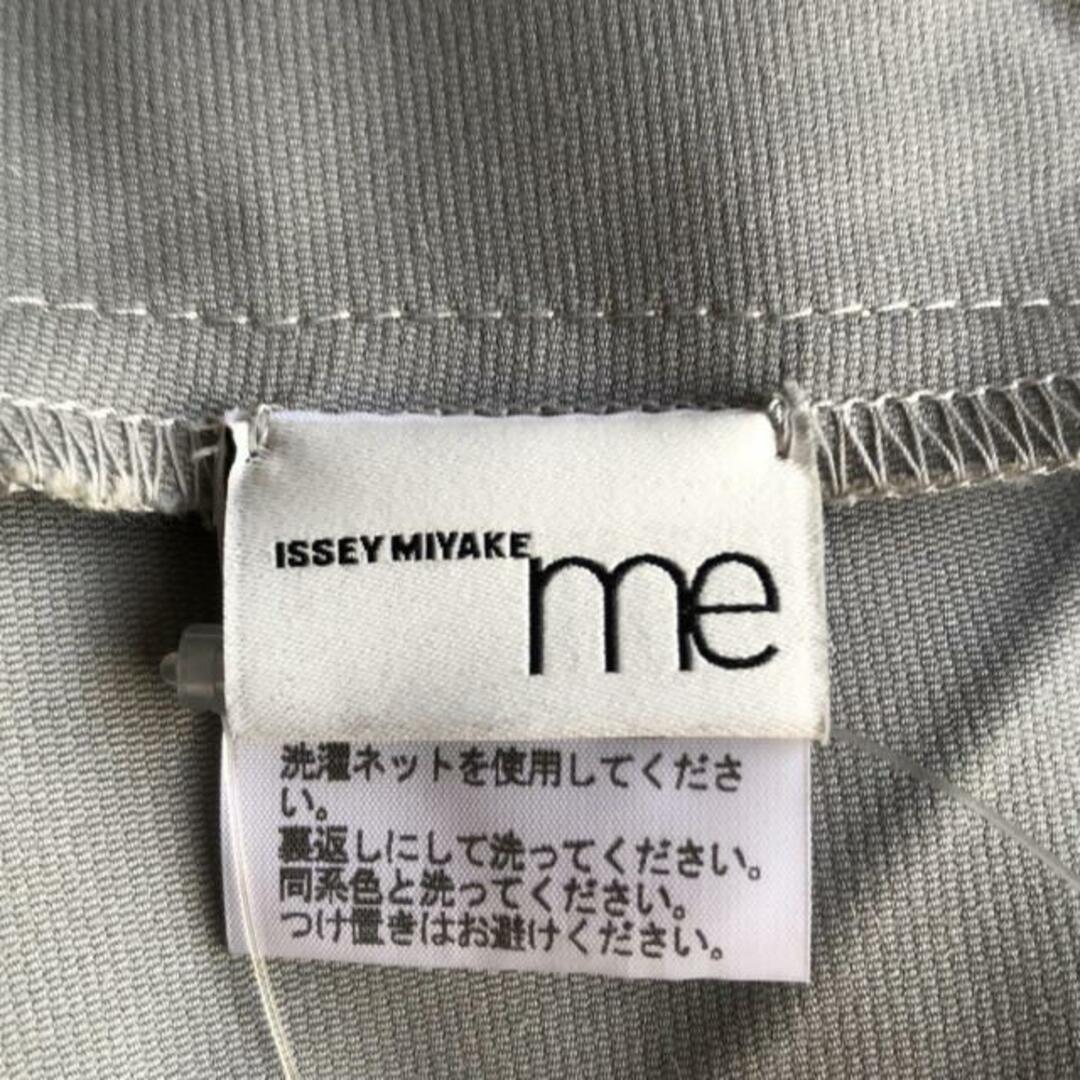 ISSEY MIYAKE
me
洗濯ネットを使用してくださ
い。
裏返しにして洗ってください。
同系色と洗ってください。
つけ置きはお避けください。